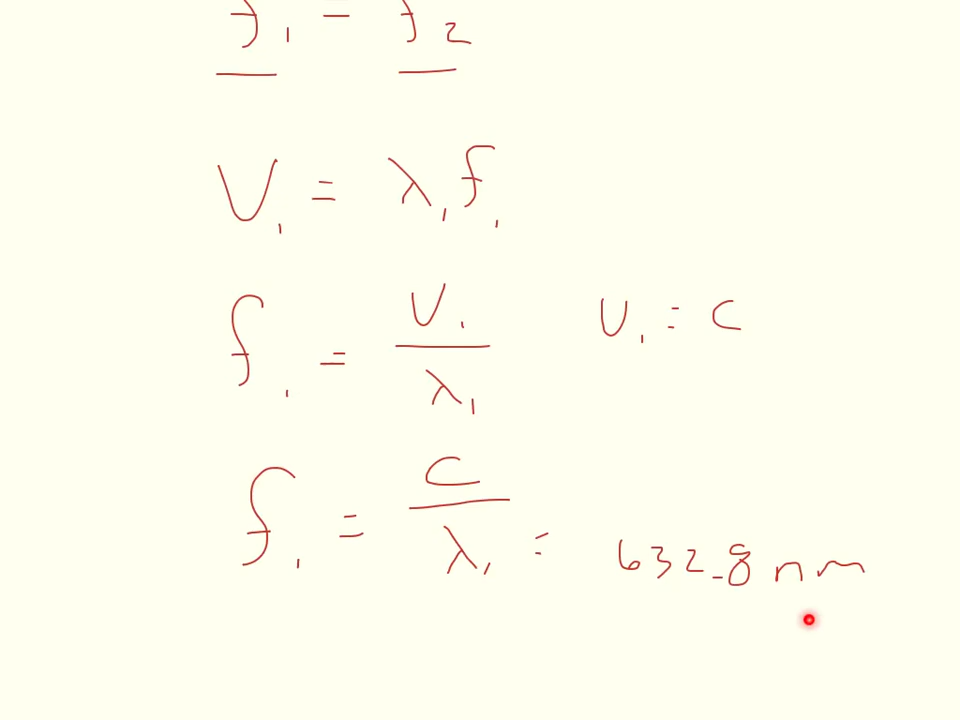 f₁ = f₂
V₁ = λ₁f₁
f₁ = V₁/λ₁ V₁ = c
f₁ = c/λ₁ = 632.8 nm